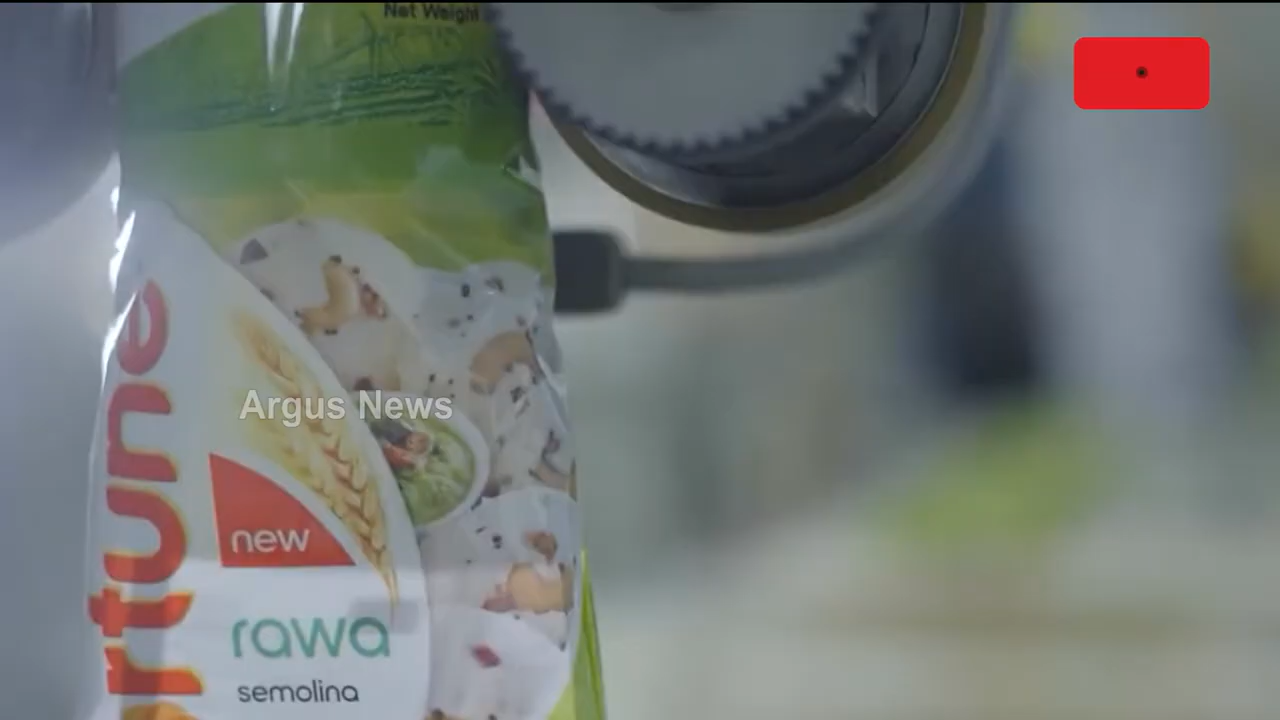 Net Weight
Argus News
rtune
new
rawa
semolina